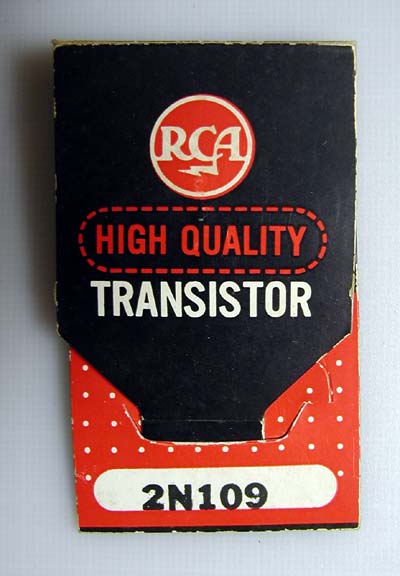 RCA
HIGH QUALITY
TRANSISTOR
2N109